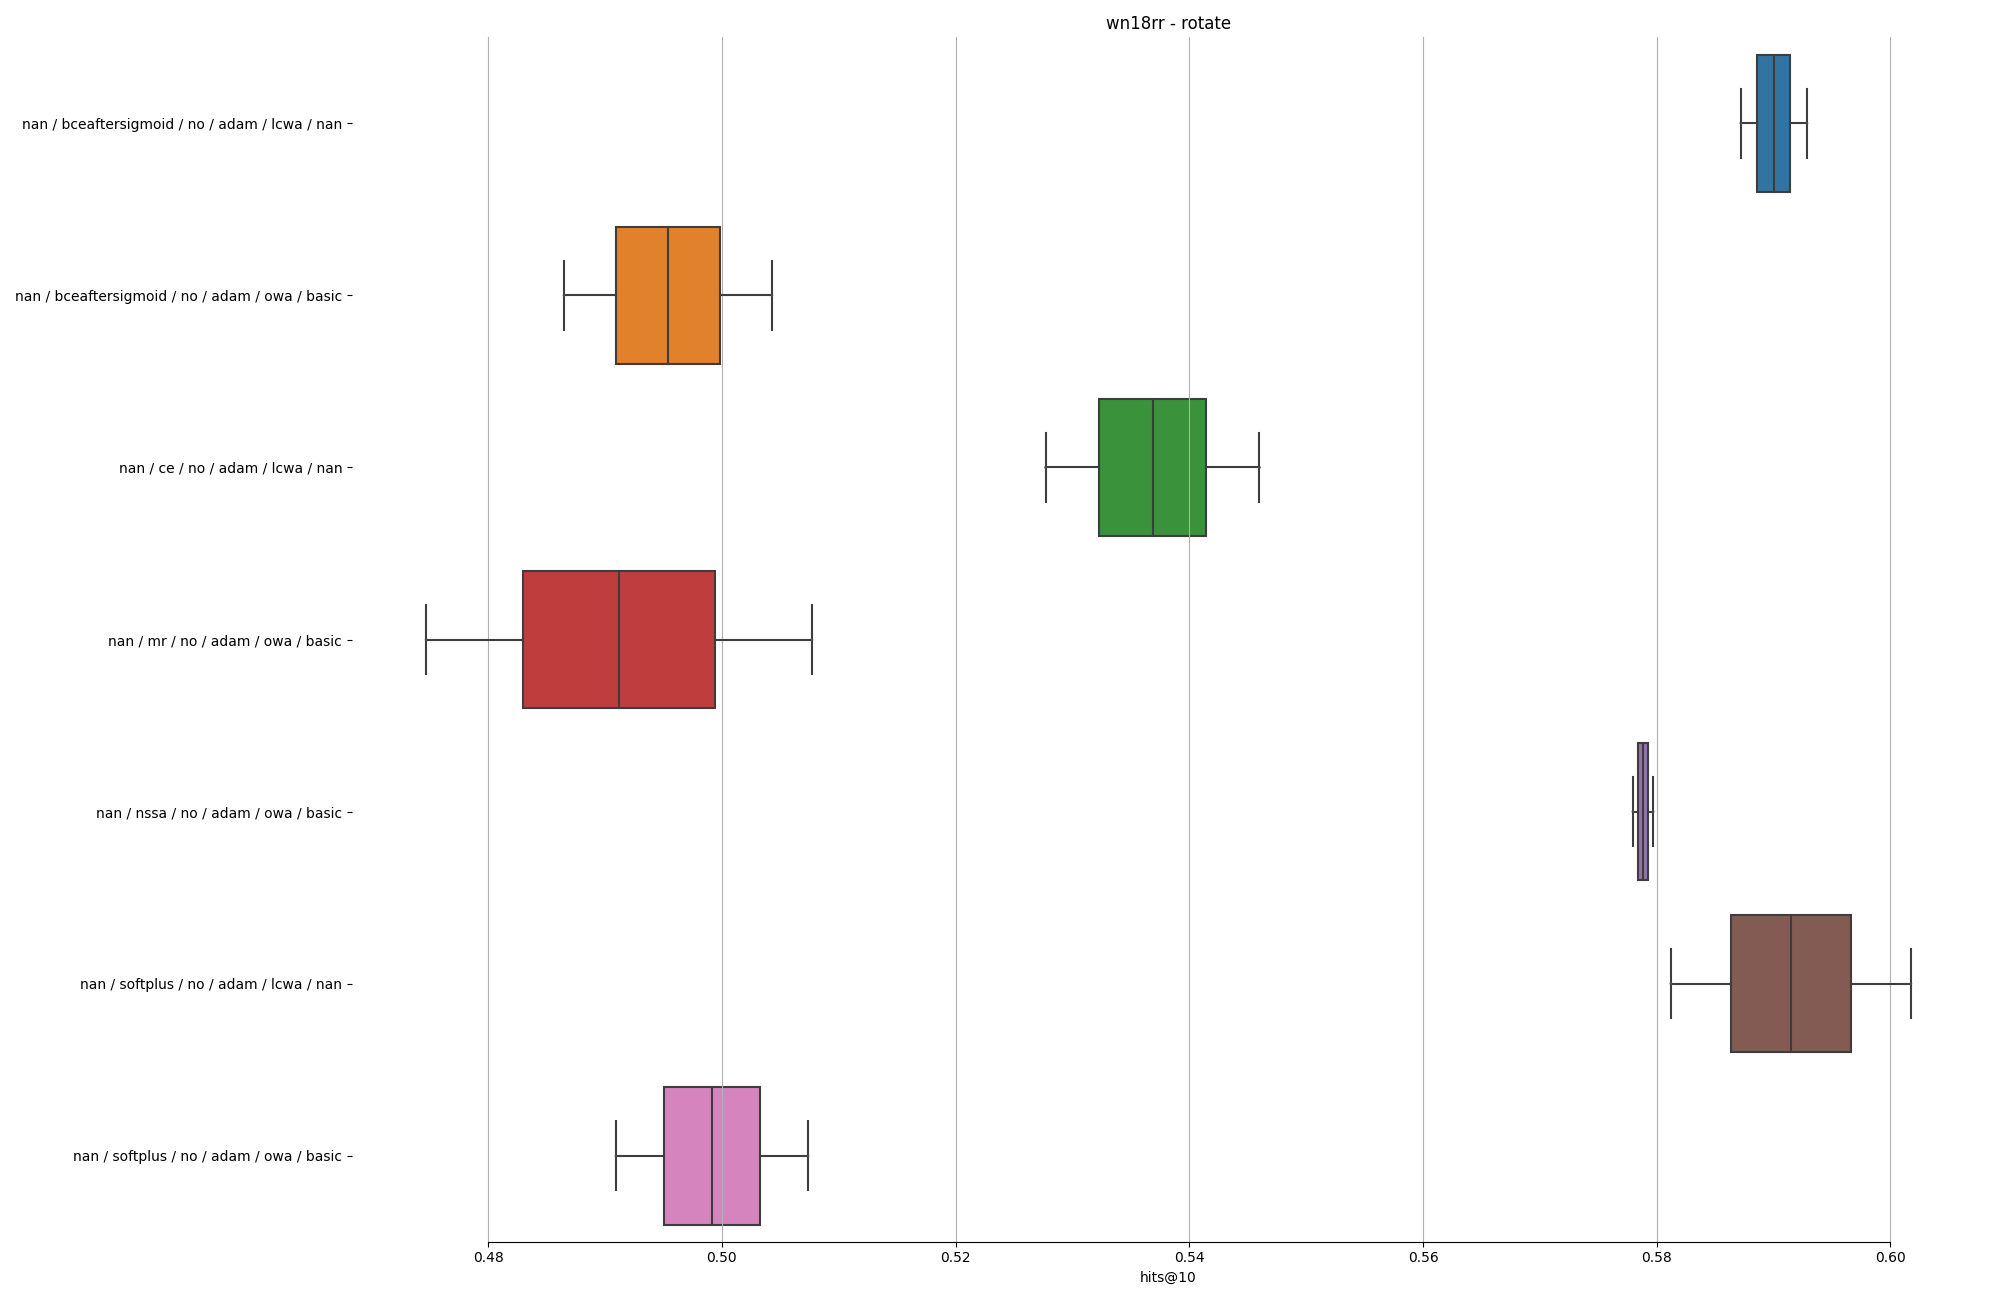 wn18rr - rotate
nan / bceaftersigmoid / no / adam / lcwa / nan
nan / bceaftersigmoid / no / adam / owa / basic
nan / ce / no / adam / lcwa / nan
nan / mr / no / adam / owa / basic
nan / nssa / no / adam / owa / basic
nan / softplus / no / adam / lcwa / nan
nan / softplus / no / adam / owa / basic
0.48 0.50 0.52 0.54 0.56 0.58 0.60
hits@10